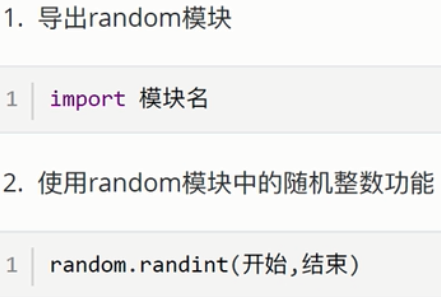 1. 导出random模块
1 import 模块名
2. 使用random模块中的随机整数功能
1 random.randint(开始,结束)